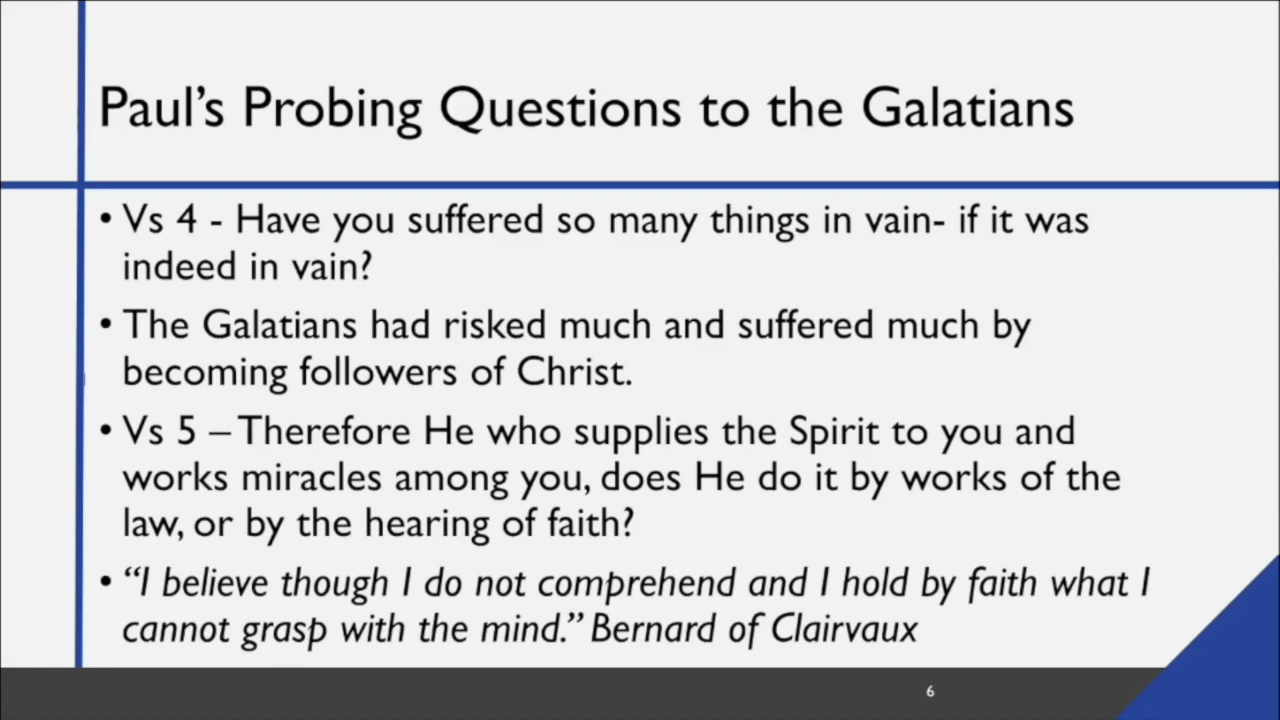 Paul's Probing Questions to the Galatians
• Vs 4 - Have you suffered so many things in vain- if it was
indeed in vain?
• The Galatians had risked much and suffered much by
becoming followers of Christ.
• Vs 5 – Therefore He who supplies the Spirit to you and
works miracles among you, does He do it by works of the
law, or by the hearing of faith?
• “I believe though I do not comprehend and I hold by faith what I
cannot grasp with the mind.” Bernard of Clairvaux
6